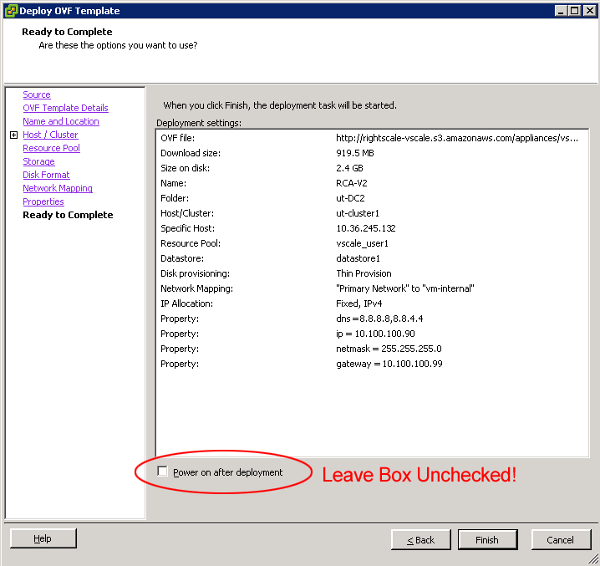 Deploy OVF Template
Ready to Complete
Are these the options you want to use?
Source
OVF Template Details
Name and Location
Host / Cluster
Resource Pool
Storage
Disk Format
Network Mapping
Properties
Ready to Complete
When you click Finish, the deployment task will be started.
Deployment settings:
OVF file: http://rightscale-vscale.s3.amazonaws.com/appliances/vs...
Download size: 919.5 MB
Size on disk: 2.4 GB
Name: RCA-V2
Folder: ut-DC2
Host/Cluster: ut-cluster1
Specific Host: 10.36.245.132
Resource Pool: vscale_user1
Datastore: datastore1
Disk provisioning: Thin Provision
Network Mapping: "Primary Network" to "vm-internal"
IP Allocation: Fixed, IPv4
Property: dns =8.8.8.8,8.8.4.4
Property: ip = 10.100.100.90
Property: netmask = 255.255.255.0
Property: gateway = 10.100.100.99
Power on after deployment
Leave Box Unchecked!
Help
< Back
Finish
Cancel